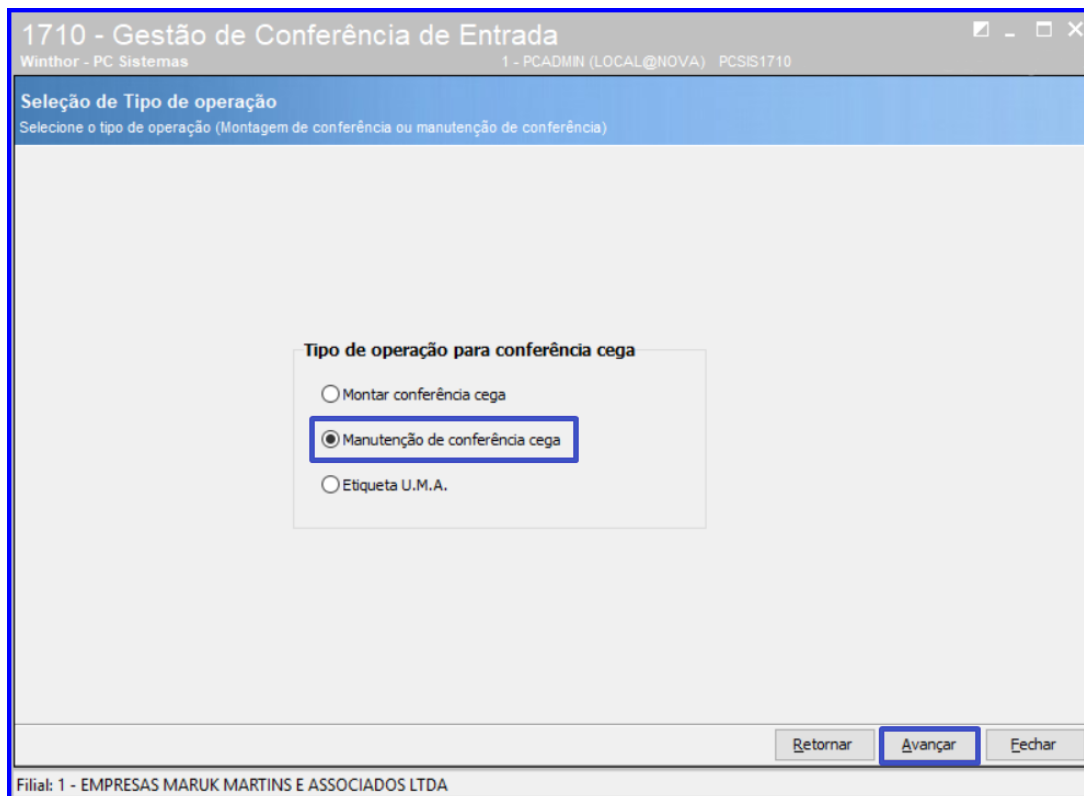 1710 - Gestão de Conferência de Entrada
Winthor - PC Sistemas 1 - PCADMIN (LOCAL@NOVA) PCSIS1710
Seleção de Tipo de operação
Selecione o tipo de operação (Montagem de conferência ou manutenção de conferência)
Tipo de operação para conferência cega
Montar conferência cega
Manutenção de conferência cega
Etiqueta U.M.A.
Retornar Avançar Fechar
Filial: 1 - EMPRESAS MARUK MARTINS E ASSOCIADOS LTDA